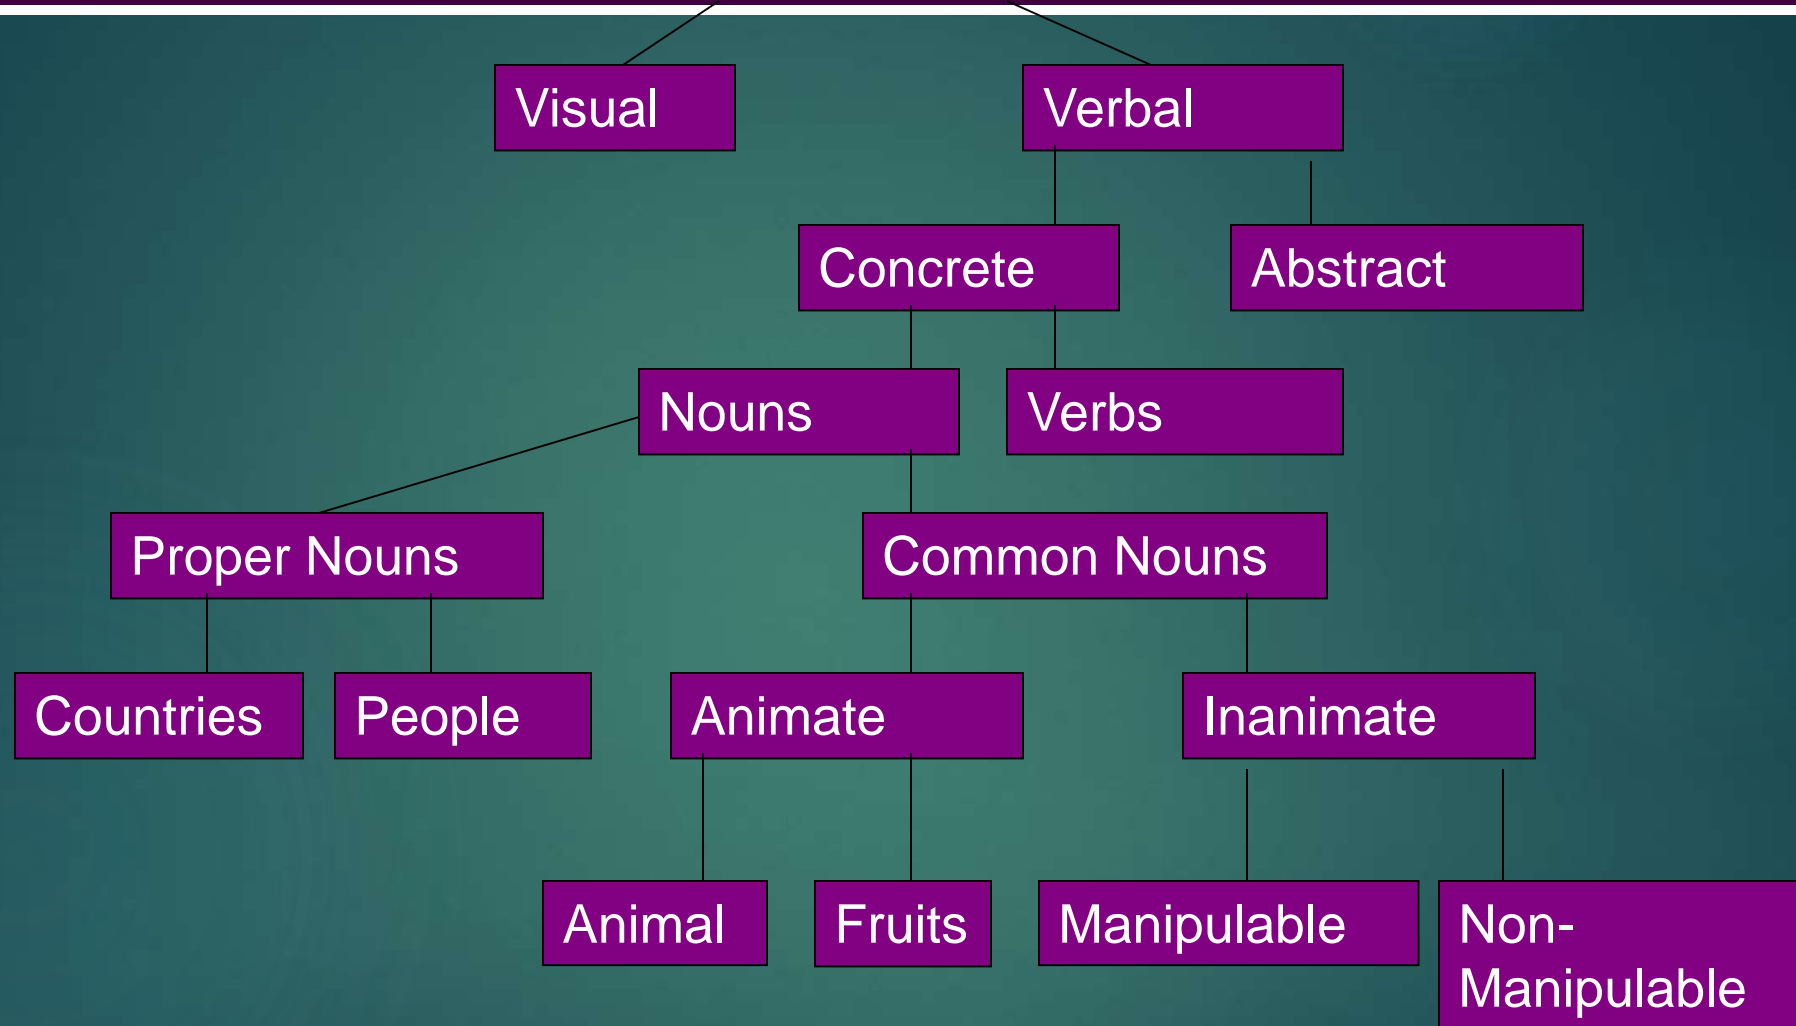 Visual
Verbal
Concrete
Abstract
Nouns
Verbs
Proper Nouns
Common Nouns
Countries
People
Animate
Inanimate
Animal
Fruits
Manipulable
Non-
Manipulable